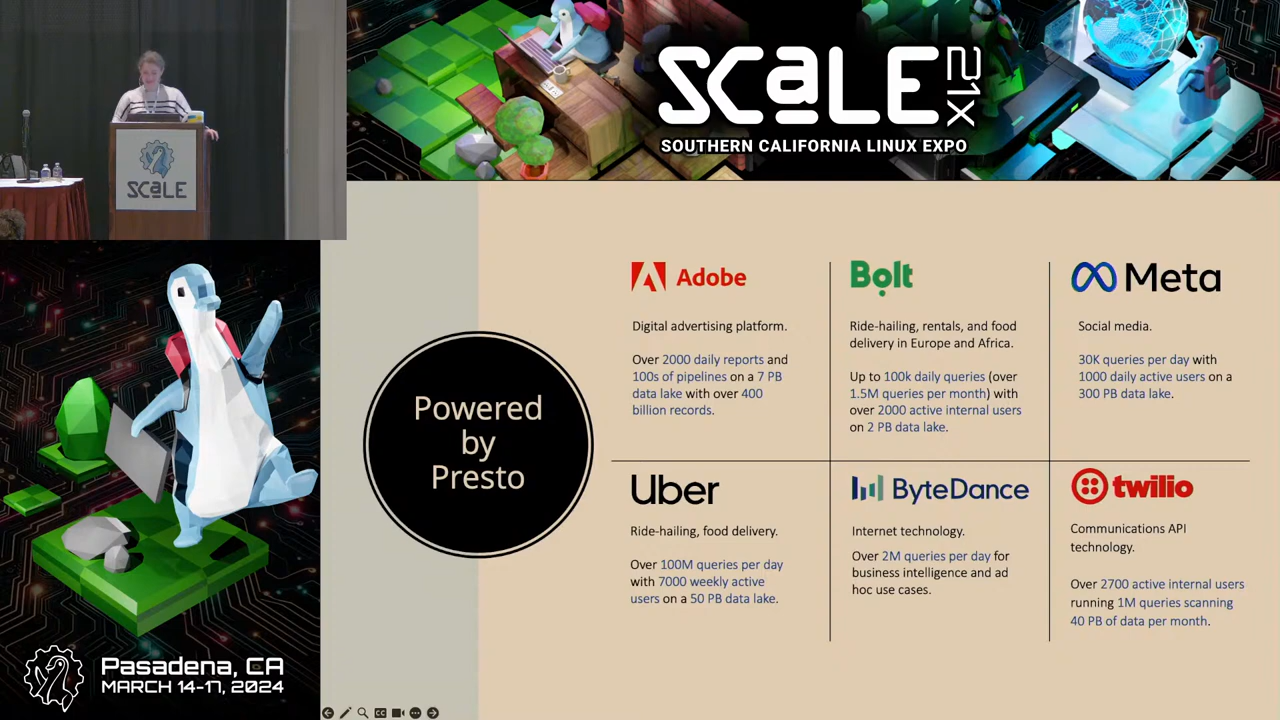 SCaLE 21x
SOUTHERN CALIFORNIA LINUX EXPO
SCaLE
Powered
by
Presto
Adobe
Digital advertising platform.
Over 2000 daily reports and
100s of pipelines on a 7 PB
data lake with over 400
billion records.
Bolt
Ride-hailing, rentals, and food
delivery in Europe and Africa.
Up to 100k daily queries (over
1.5M queries per month) with
over 2000 active internal users
on 2 PB data lake.
Meta
Social media.
30K queries per day with
1000 daily active users on a
300 PB data lake.
Uber
Ride-hailing, food delivery.
Over 100M queries per day
with 7000 weekly active
users on a 50 PB data lake.
ByteDance
Internet technology.
Over 2M queries per day for
business intelligence and ad
hoc use cases.
twilio
Communications API
technology.
Over 2700 active internal users
running 1M queries scanning
40 PB of data per month.
Pasadena, CA
MARCH 14-17, 2024
CC